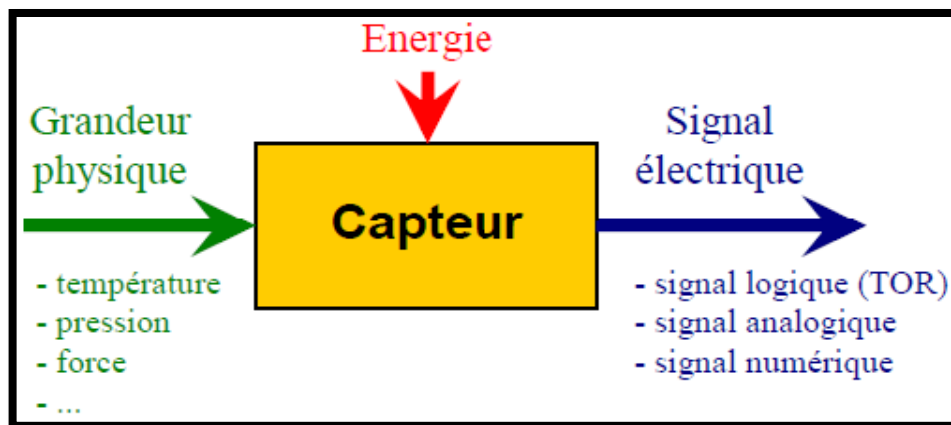 Energie
Grandeur
physique
Signal
électrique
Capteur
- température
- pression
- force
- ...
- signal logique (TOR)
- signal analogique
- signal numérique